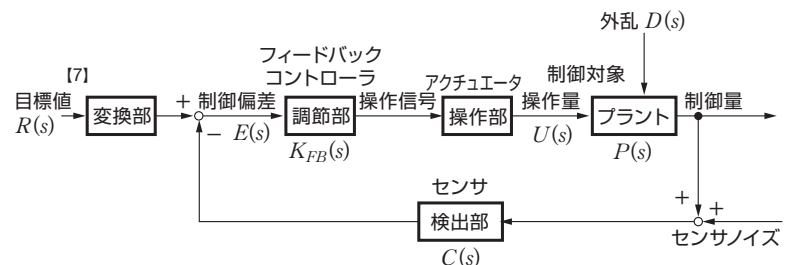 外乱 D(s)
【7】
フィードバック
コントローラ
アクチュエータ
制御対象
目標値
変換部
+
制御偏差
調節部
操作信号
操作部
操作量
プラント
制御量
R(s)
−
E(s)
K_{FB}(s)
U(s)
P(s)
センサ
+
+
検出部
センサノイズ
C(s)